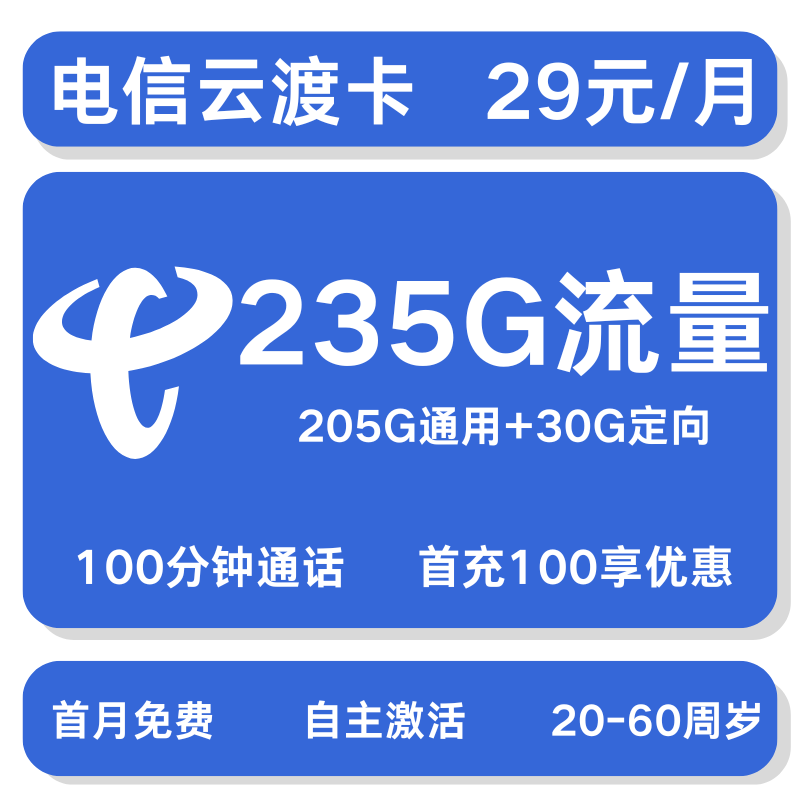 电信云渡卡 29元/月
235G流量
205G通用+30G定向
100分钟通话 首充100享优惠
首月免费 自主激活 20-60周岁